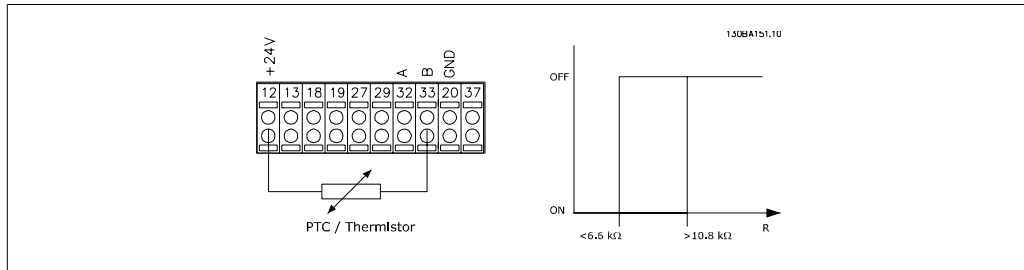 130BA151.10
+24V
A
B
GND
12 13 18 19 27 29 32 33 20 37
PTC / Thermistor
OFF
ON
<6.6 kΩ
>10.8 kΩ
R